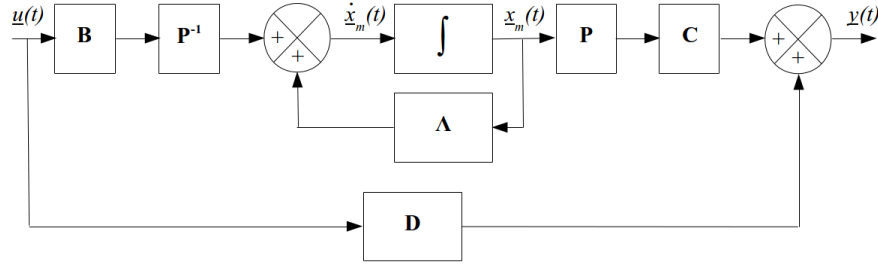 u(t) B P⁻¹ + + ẋₘ(t) ∫ xₘ(t) P C + + y(t)
Λ
D